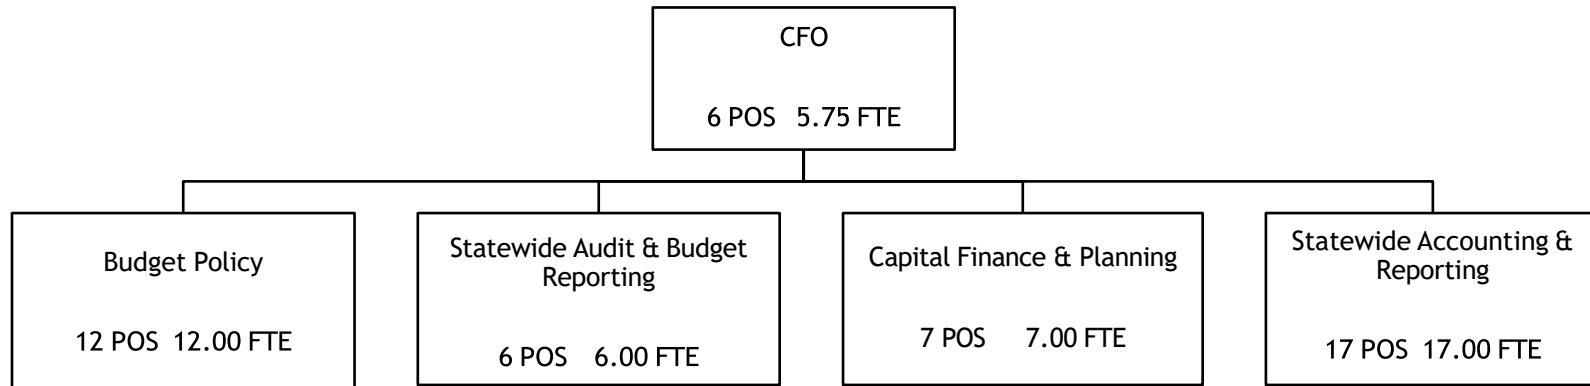 CFO
6 POS 5.75 FTE
Budget Policy
12 POS 12.00 FTE
Statewide Audit & Budget
Reporting
6 POS 6.00 FTE
Capital Finance & Planning
7 POS 7.00 FTE
Statewide Accounting &
Reporting
17 POS 17.00 FTE